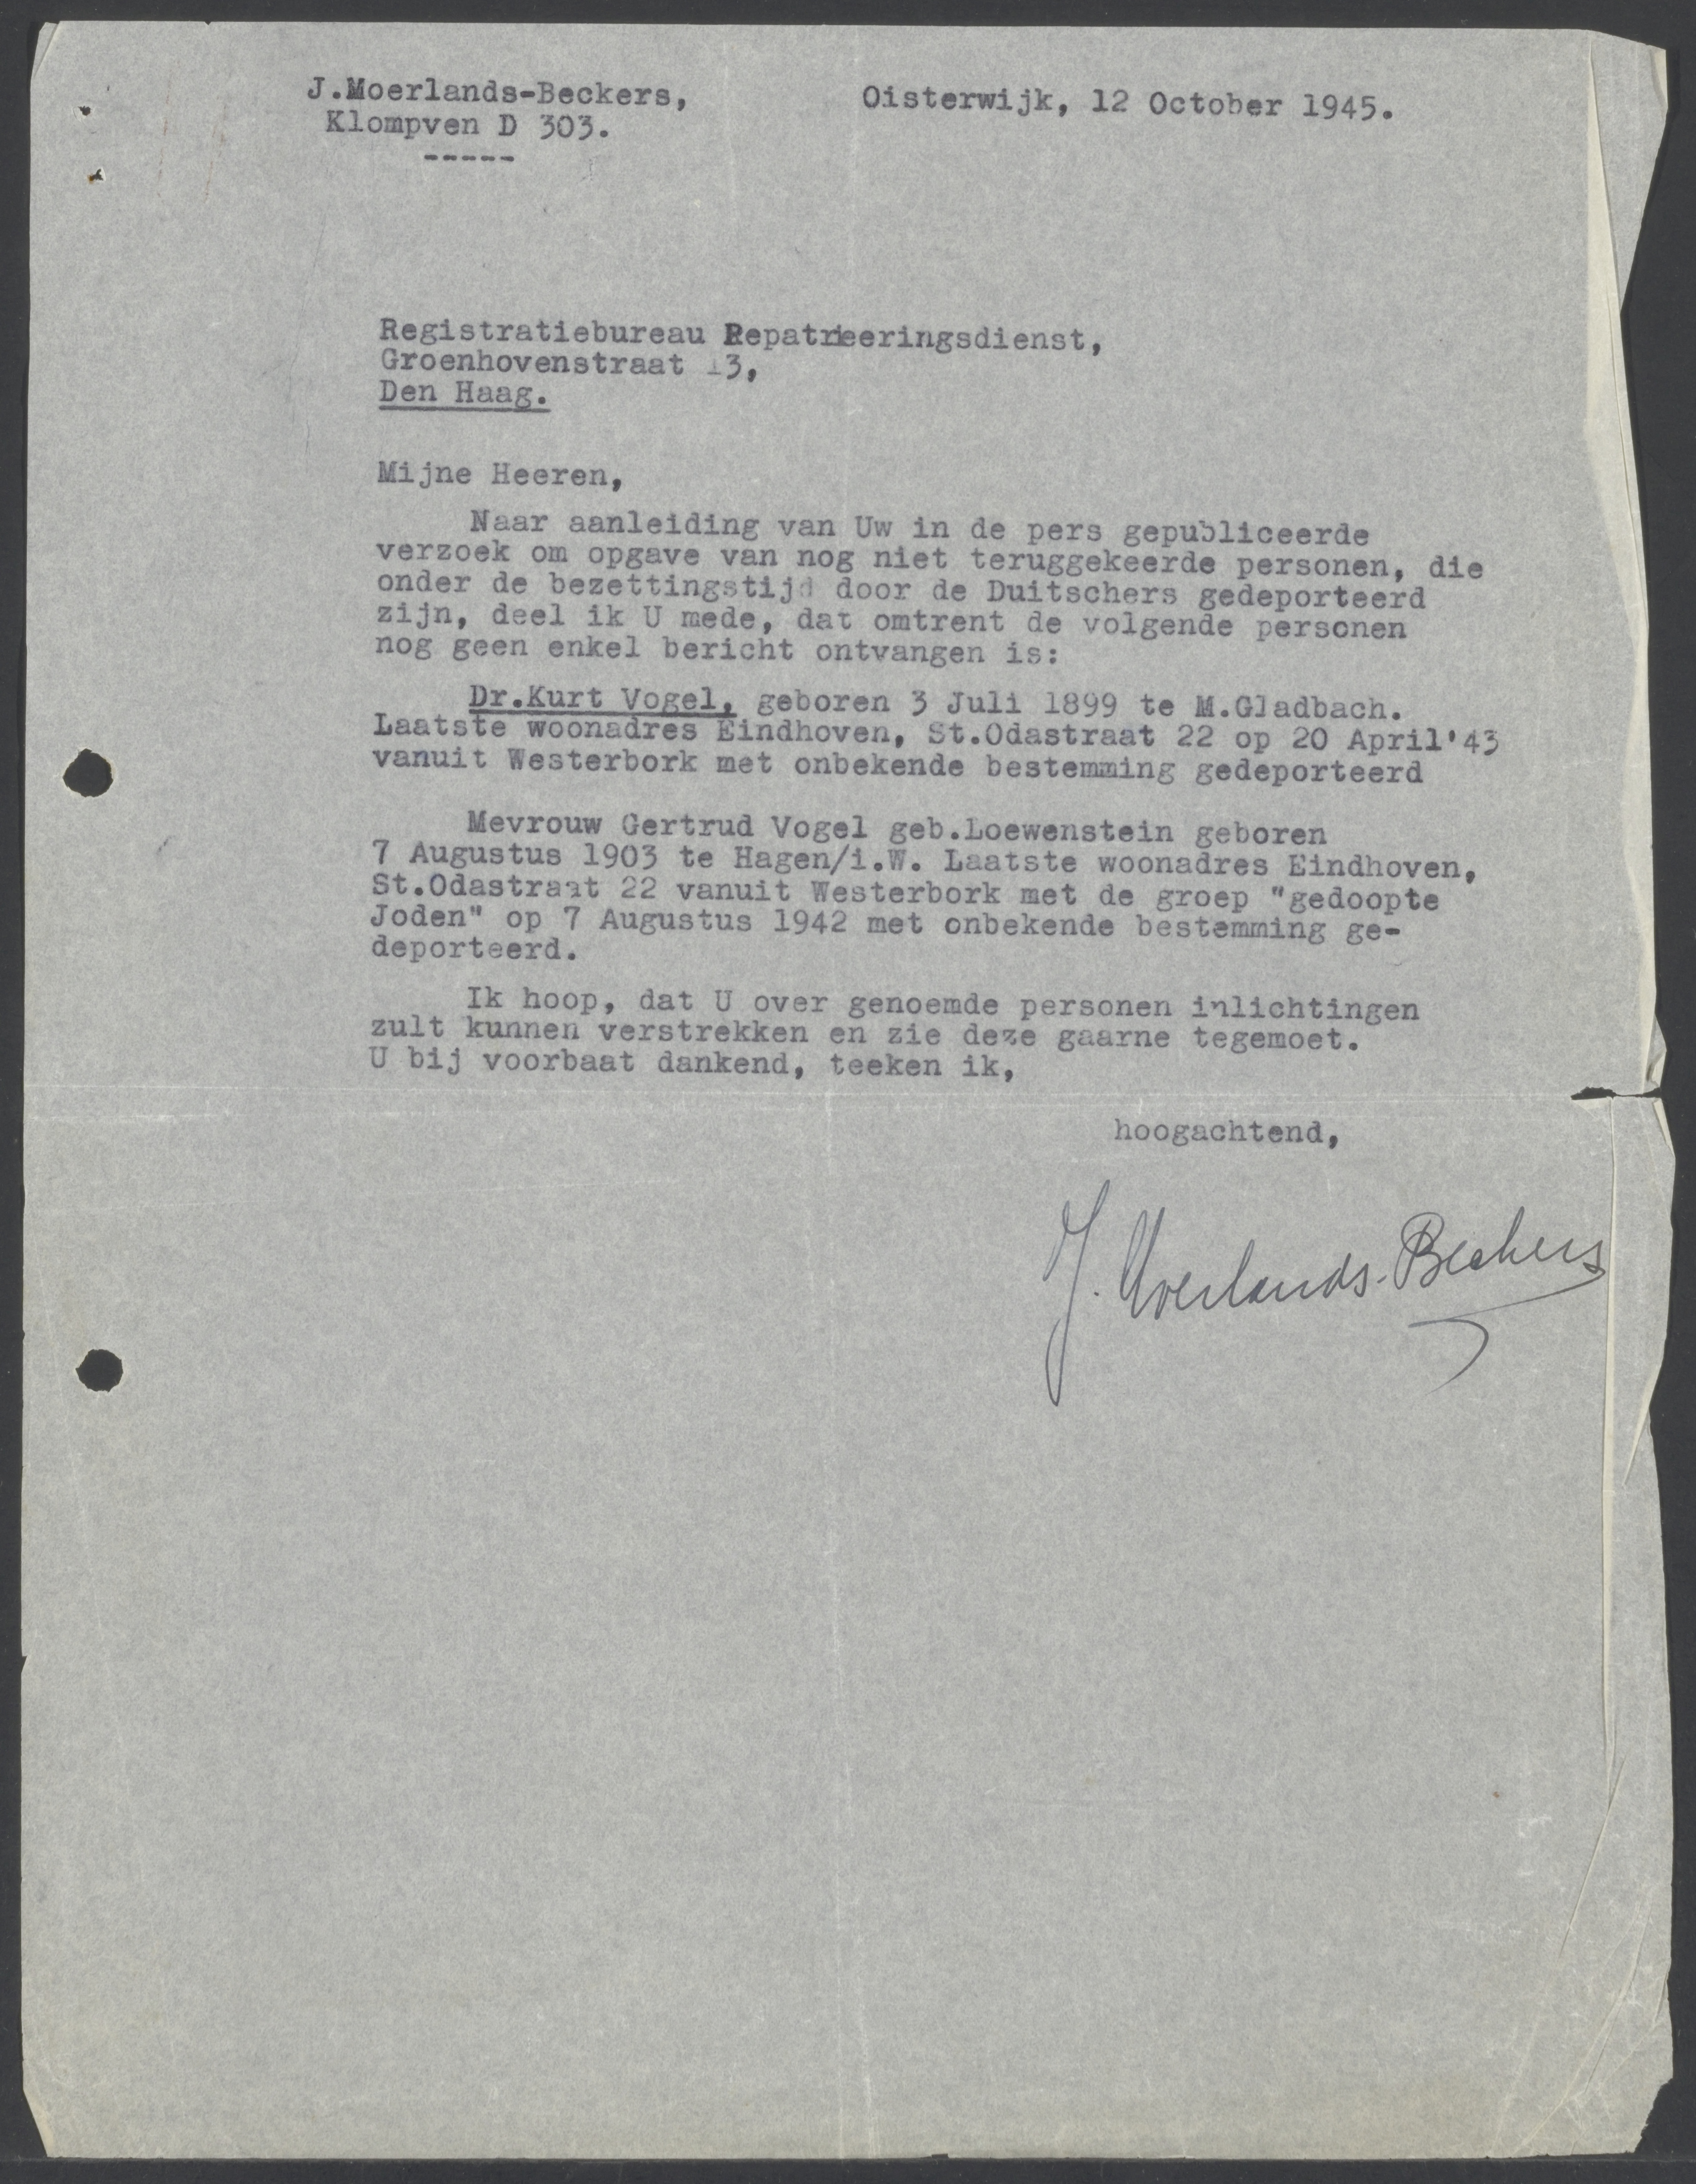 J.Moerlands-Beckers,
Klompven D 303.
-----
Oisterwijk, 12 October 1945.
Registratiebureau Repatrieeringsdienst,
Groenhovenstraat 13,
Den Haag.
Mijne Heeren,
Naar aanleiding van Uw in de pers gepubliceerde
verzoek om opgave van nog niet teruggekeerde personen, die
onder de bezettingstijd door de Duitschers gedeporteerd
zijn, deel ik U mede, dat omtrent de volgende personen
nog geen enkel bericht ontvangen is:
Dr.Kurt Vogel, geboren 3 Juli 1899 te M.Gladbach.
Laatste woonadres Eindhoven, St.Odastraat 22 op 20 April'43
vanuit Westerbork met onbekende bestemming gedeporteerd
Mevrouw Gertrud Vogel geb.Loewenstein geboren
7 Augustus 1903 te Hagen/i.W. Laatste woonadres Eindhoven,
St.Odastraat 22 vanuit Westerbork met de groep "gedoopte
Joden" op 7 Augustus 1942 met onbekende bestemming ge-
deporteerd.
Ik hoop, dat U over genoemde personen inlichtingen
zult kunnen verstrekken en zie deze gaarne tegemoet.
U bij voorbaat dankend, teeken ik,
hoogachtend,
J. Moerlands-Beckers